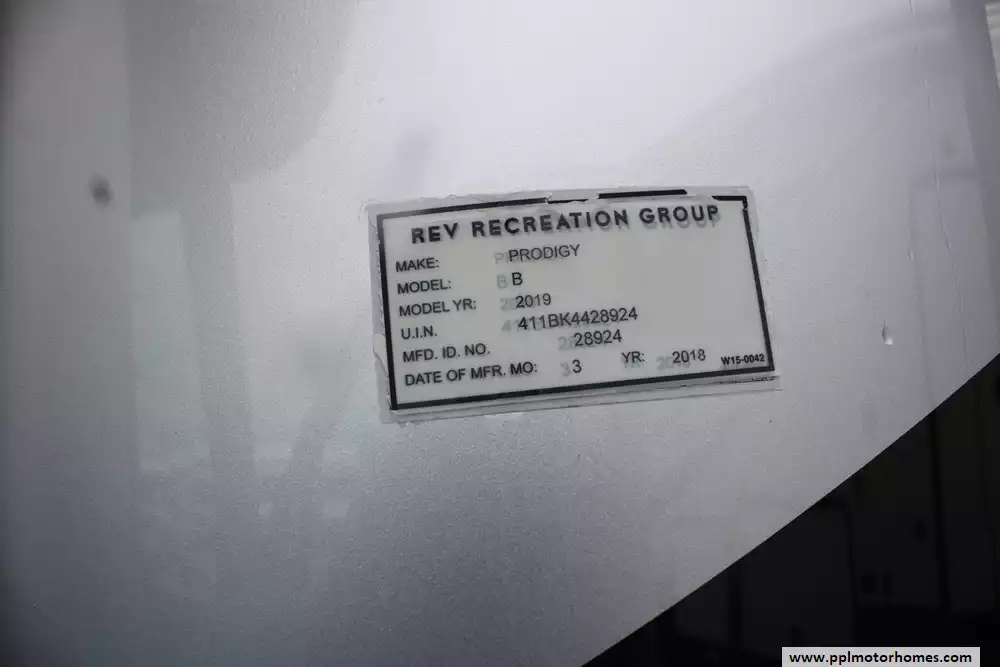 REV RECREATION GROUP
MAKE: PRODIGY
MODEL: B
MODEL YR: 2019
U.I.N. 411BK4428924
MFD. ID. NO. 28924
DATE OF MFR. MO: 3 YR: 2018 W15-0042
www.pplmotorhomes.com